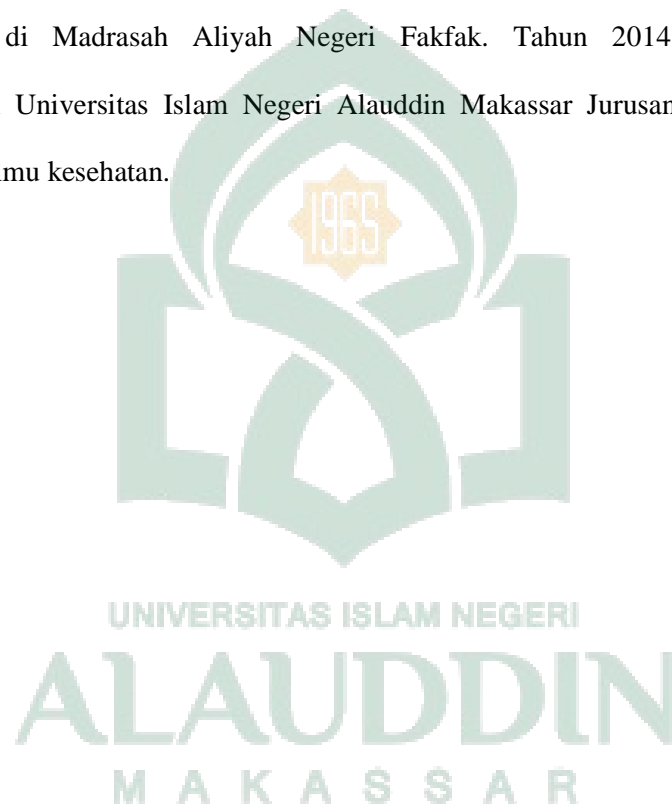 di Madrasah Aliyah Negeri Fakfak. Tahun 2014
Universitas Islam Negeri Alauddin Makassar Jurusan
kesehatan.
1965
UNIVERSITAS ISLAM NEGERI
ALAUDDIN
MAKASSAR